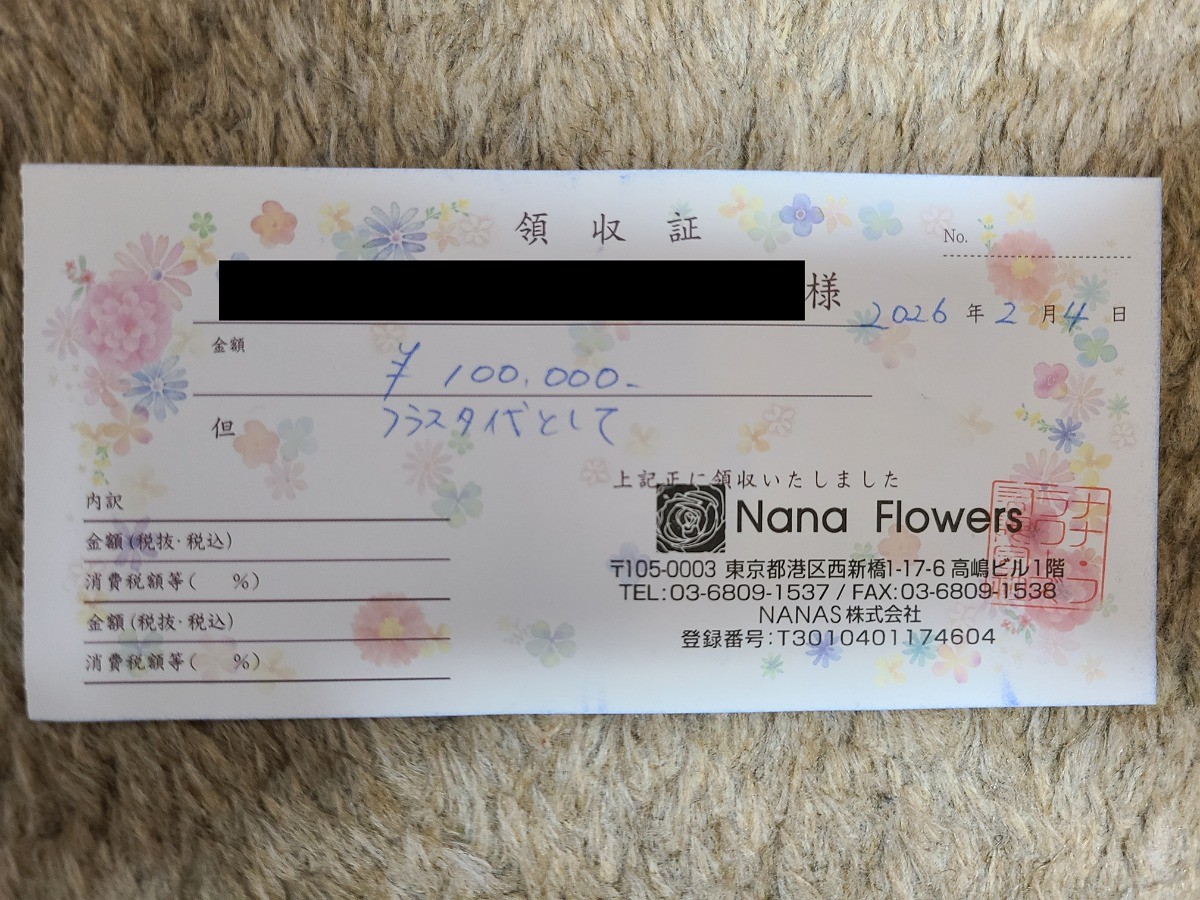 領収証
No.
様
2026年2月4日
金額
¥100,000-
但 フラスタ代として
上記正に領収いたしました
Nana Flowers
〒105-0003 東京都港区西新橋1-17-6 高嶋ビル1階
TEL:03-6809-1537 / FAX:03-6809-1538
NANAS株式会社
登録番号:T3010401174604
内訳
金額(税抜・税込)
消費税額等( %)
金額(税抜・税込)
消費税額等( %)